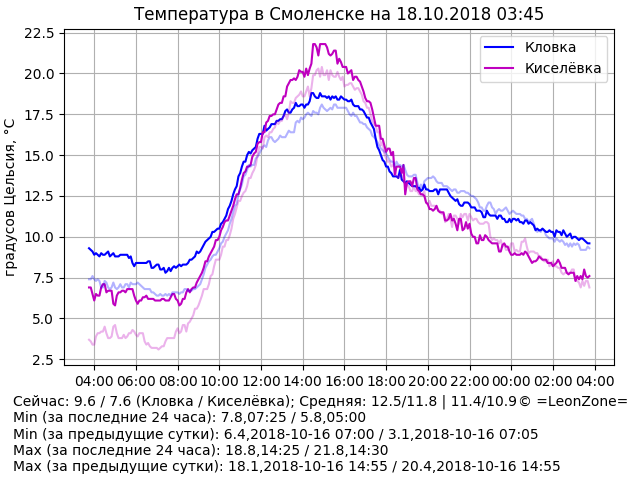 Температура в Смоленске на 18.10.2018 03:45
Кловка
Киселёвка
градусов Цельсия, °C
22.5
20.0
17.5
15.0
12.5
10.0
7.5
5.0
2.5
04:00 06:00 08:00 10:00 12:00 14:00 16:00 18:00 20:00 22:00 00:00 02:00 04:00
Сейчас: 9.6 / 7.6 (Кловка / Киселёвка); Средняя: 12.5/11.8 | 11.4/10.9© =LeonZone=
Min (за последние 24 часа): 7.8,07:25 / 5.8,05:00
Min (за предыдущие сутки): 6.4,2018-10-16 07:00 / 3.1,2018-10-16 07:05
Max (за последние 24 часа): 18.8,14:25 / 21.8,14:30
Max (за предыдущие сутки): 18.1,2018-10-16 14:55 / 20.4,2018-10-16 14:55